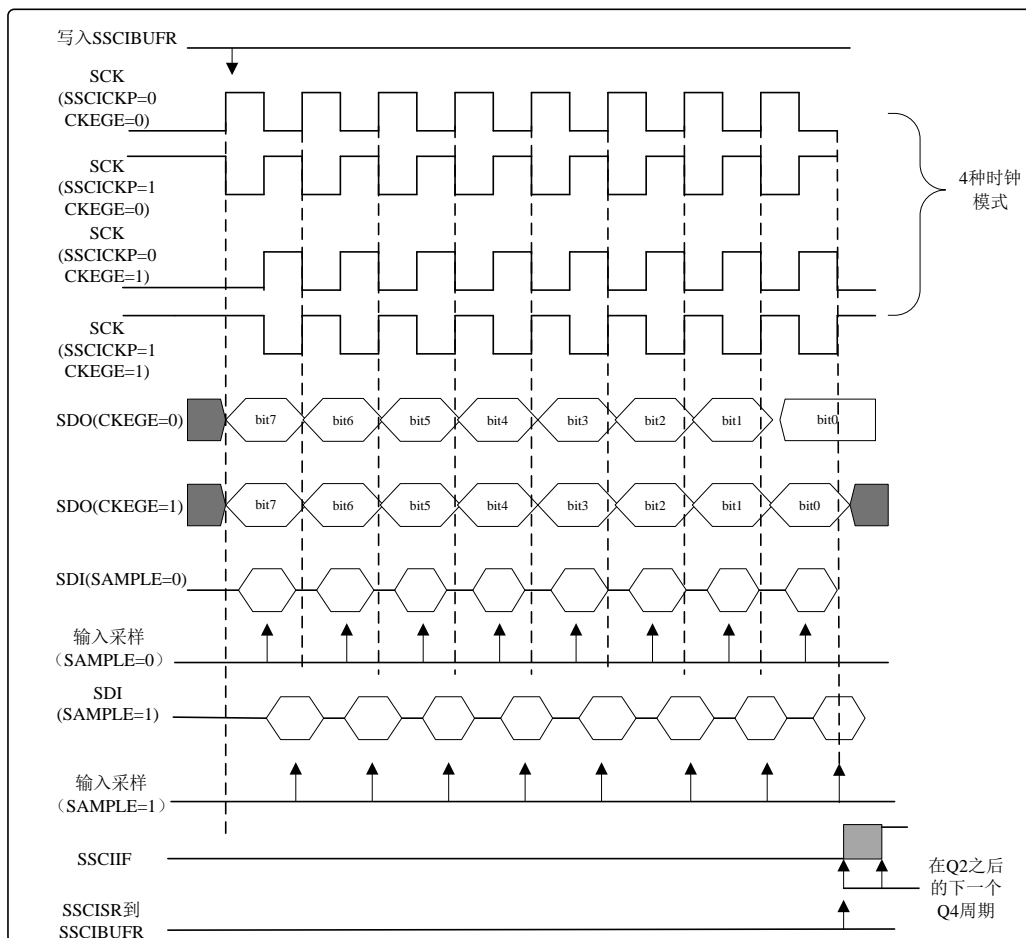 写入SSCIBUFR
SCK
(SSCICKP=0
CKEGE=0)
SCK
(SSCICKP=1
CKEGE=0)
SCK
(SSCICKP=0
CKEGE=1)
SCK
(SSCICKP=1
CKEGE=1)
4种时钟
模式
SDO(CKEGE=0)
bit7
bit6
bit5
bit4
bit3
bit2
bit1
bit0
SDO(CKEGE=1)
bit7
bit6
bit5
bit4
bit3
bit2
bit1
bit0
SDI(SAMPLE=0)
输入采样
（SAMPLE=0）
SDI
(SAMPLE=1)
输入采样
(SAMPLE=1）
SSCIIF
在Q2之后
的下一个
Q4周期
SSCISR到
SSCIBUFR